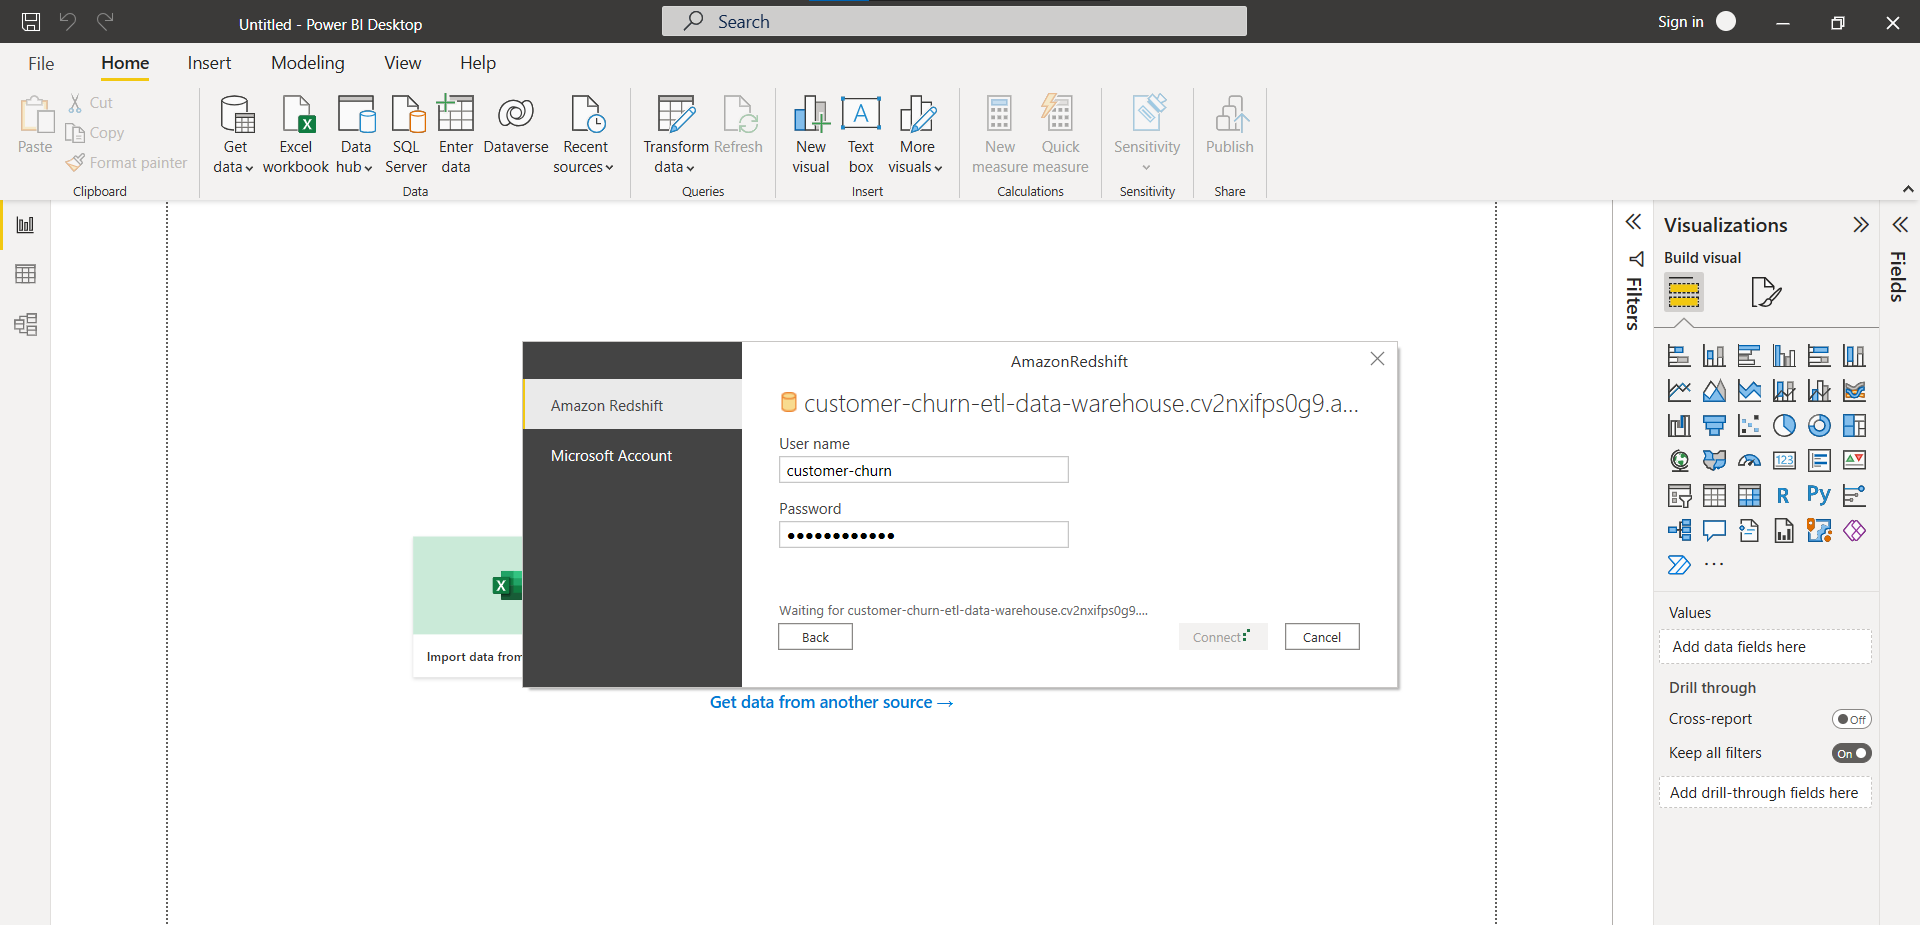 Untitled - Power BI Desktop
Search
Sign in
File
Home
Insert
Modeling
View
Help
Paste
Cut
Copy
Format painter
Clipboard
Get data
Excel workbook
Data hub
SQL Server
Enter data
Dataverse
Recent sources
Data
Transform data
Refresh
Queries
New visual
Text box
More visuals
Insert
New measure
Quick measure
Calculations
Sensitivity
Sensitivity
Publish
Share
Filters
Visualizations
Build visual
Fields
AmazonRedshift
Amazon Redshift
Microsoft Account
customer-churn-etl-data-warehouse.cv2nxifps0g9.a...
User name
customer-churn
Password
••••••••••••
Waiting for customer-churn-etl-data-warehouse.cv2nxifps0g9....
Back
Connect
Cancel
Import data from
Get data from another source →
123
R
Py
...
Values
Add data fields here
Drill through
Cross-report
Off
Keep all filters
On
Add drill-through fields here